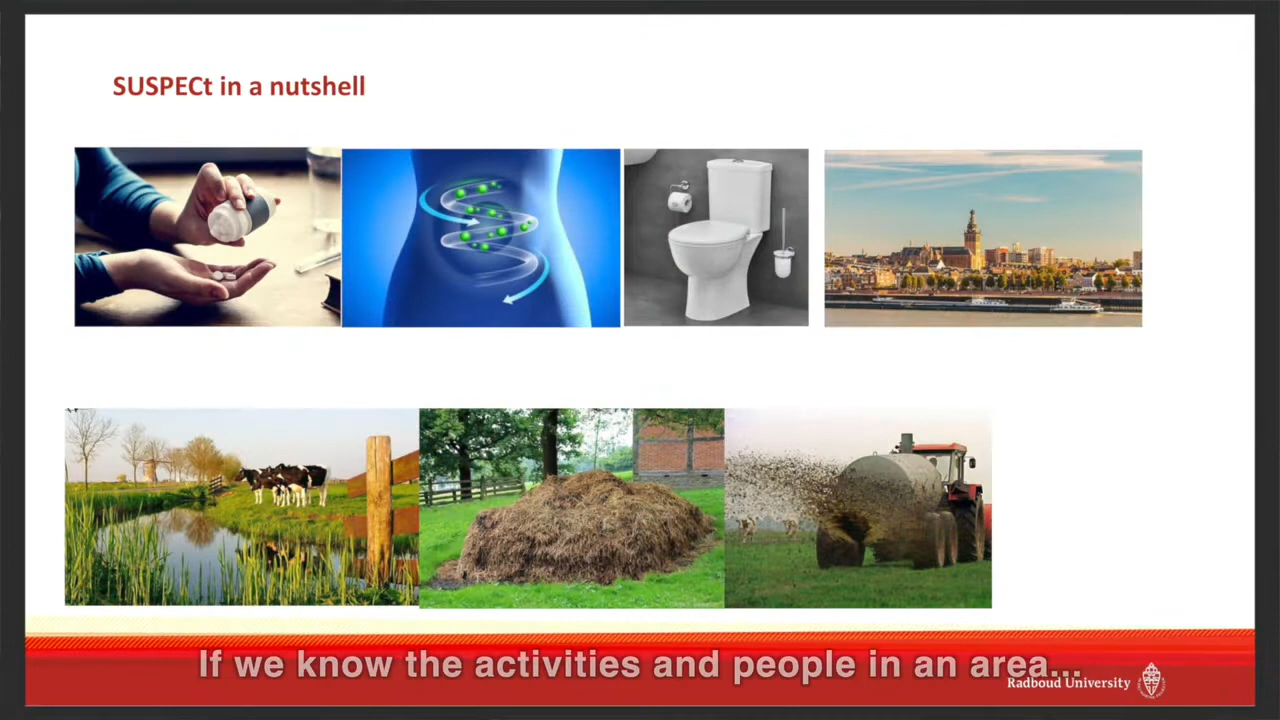 SUSPECt in a nutshell
If we know the activities and people in an area...
Radboud University